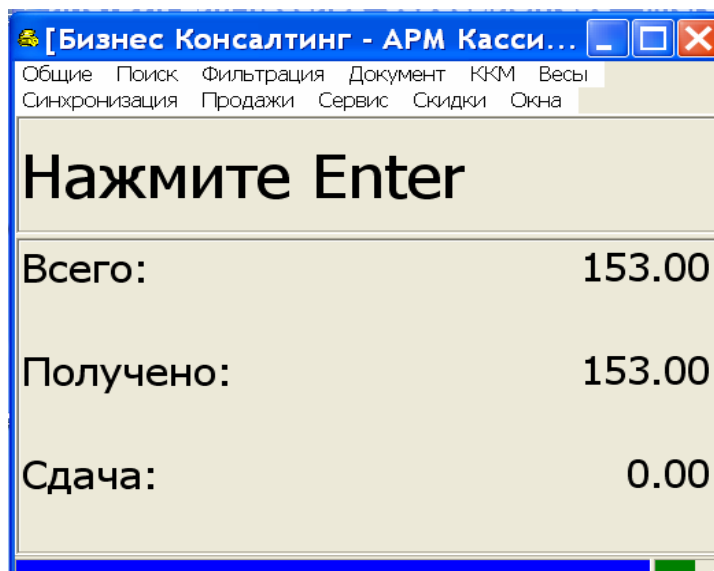 [Бизнес Консалтинг - АРМ Касси...
Общие Поиск Фильтрация Документ ККМ Весы
Синхронизация Продажи Сервис Скидки Окна
Нажмите Enter
Всего: 153.00
Получено: 153.00
Сдача: 0.00